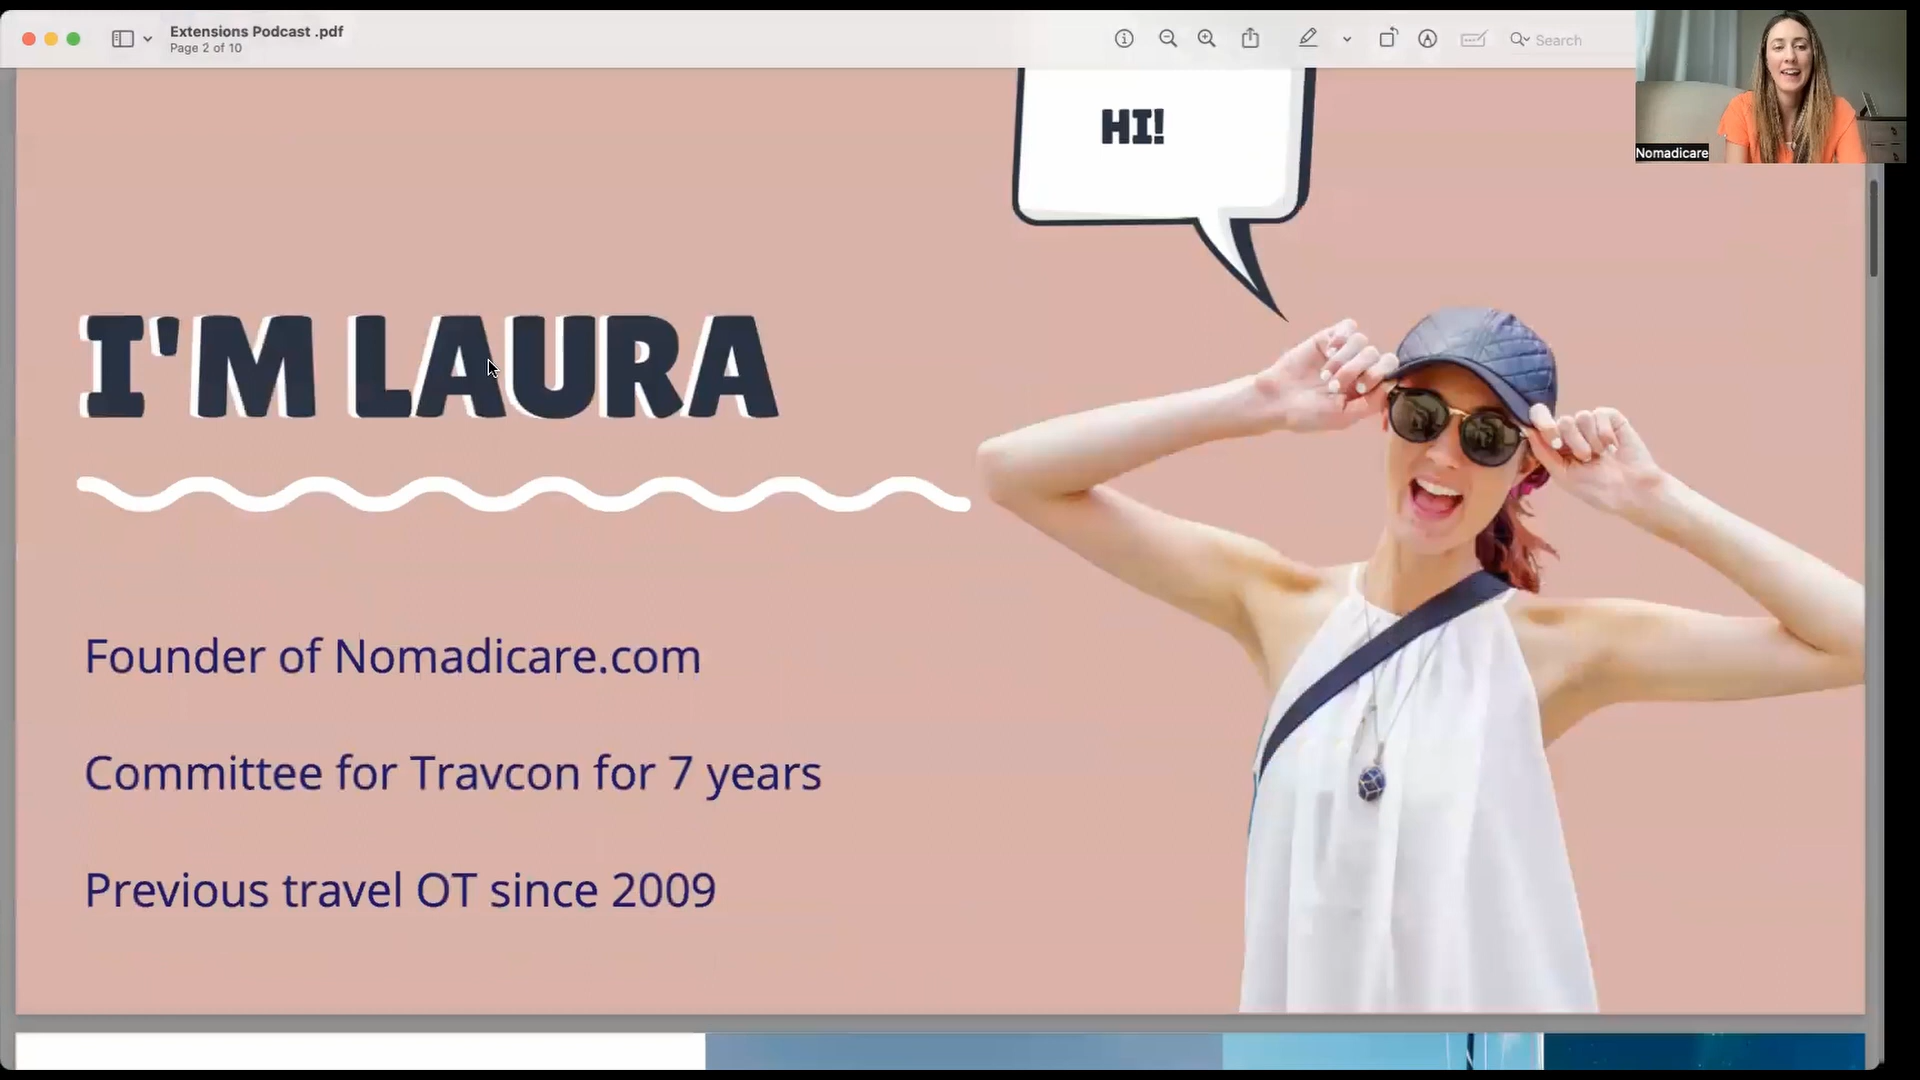 Extensions Podcast .pdf
Page 2 of 10
Search
Nomadicare
HI!
I'M LAURA
Founder of Nomadicare.com
Committee for Travcon for 7 years
Previous travel OT since 2009